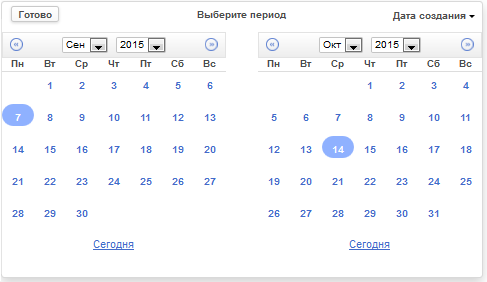 Готово Выберите период Дата создания
« Сен 2015 » « Окт 2015 »
Пн Вт Ср Чт Пт Сб Вс Пн Вт Ср Чт Пт Сб Вс
1 2 3 4 5 6 1 2 3 4
7 8 9 10 11 12 13 5 6 7 8 9 10 11
14 15 16 17 18 19 20 12 13 14 15 16 17 18
21 22 23 24 25 26 27 19 20 21 22 23 24 25
28 29 30 26 27 28 29 30 31
Сегодня Сегодня